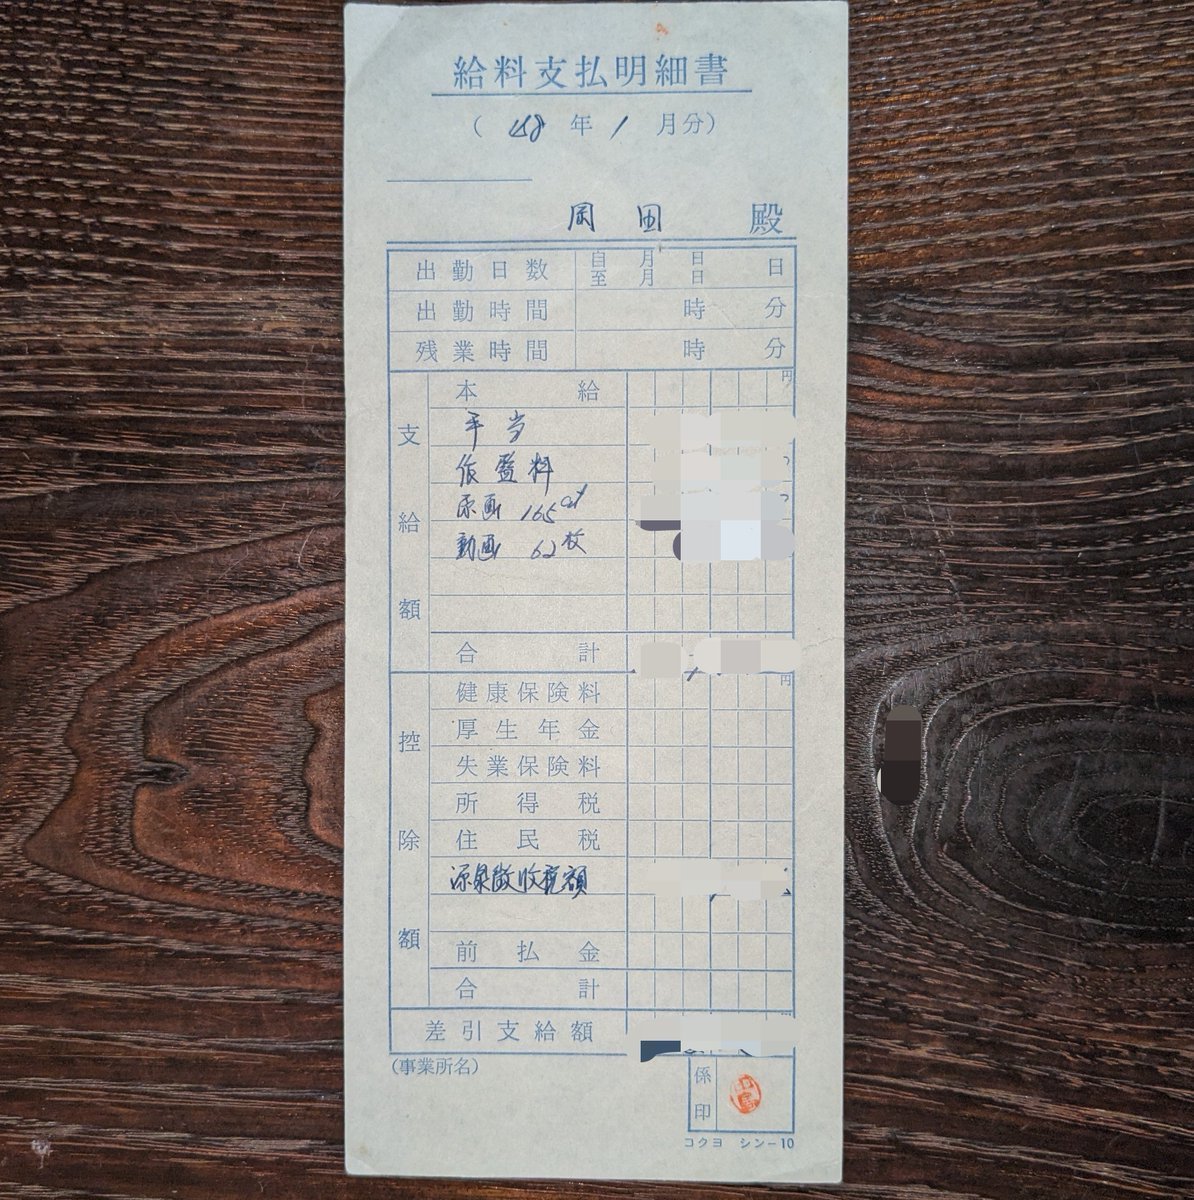 給料支払明細書
( 48 年 1 月分)
岡 田 殿
出勤日数 自 月 日 至 月 日 日
出勤時間 時 分
残業時間 時 分
支給額
本給 円
手当
仮監料
原画 165cut
動画 62枚
合計
控除額
健康保険料 円
厚生年金
失業保険料
所得税
住民税
源泉徴収税額
前払金
合計
差引支給額
(事業所名)
係印
コクヨ シン-10